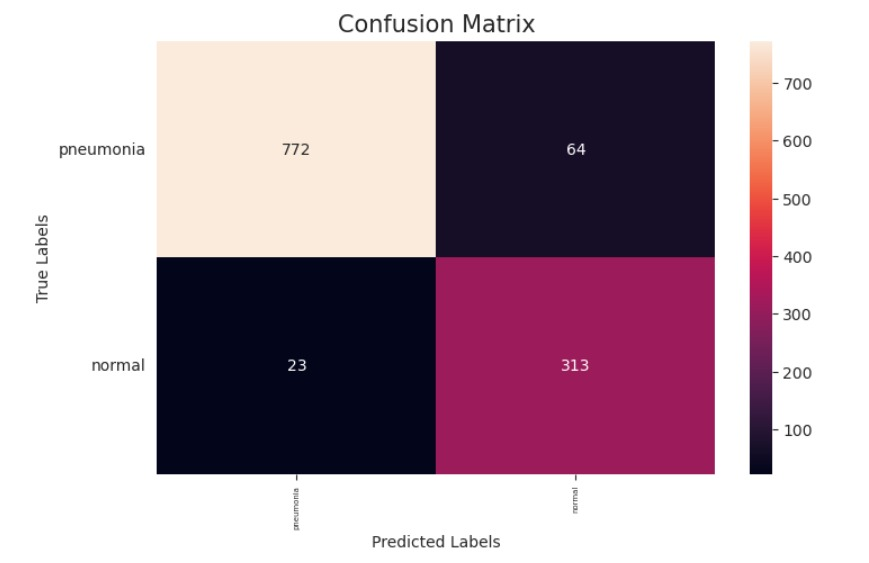 Confusion Matrix
True Labels
pneumonia
772
64
normal
23
313
pneumonia
normal
Predicted Labels
700
600
500
400
300
200
100